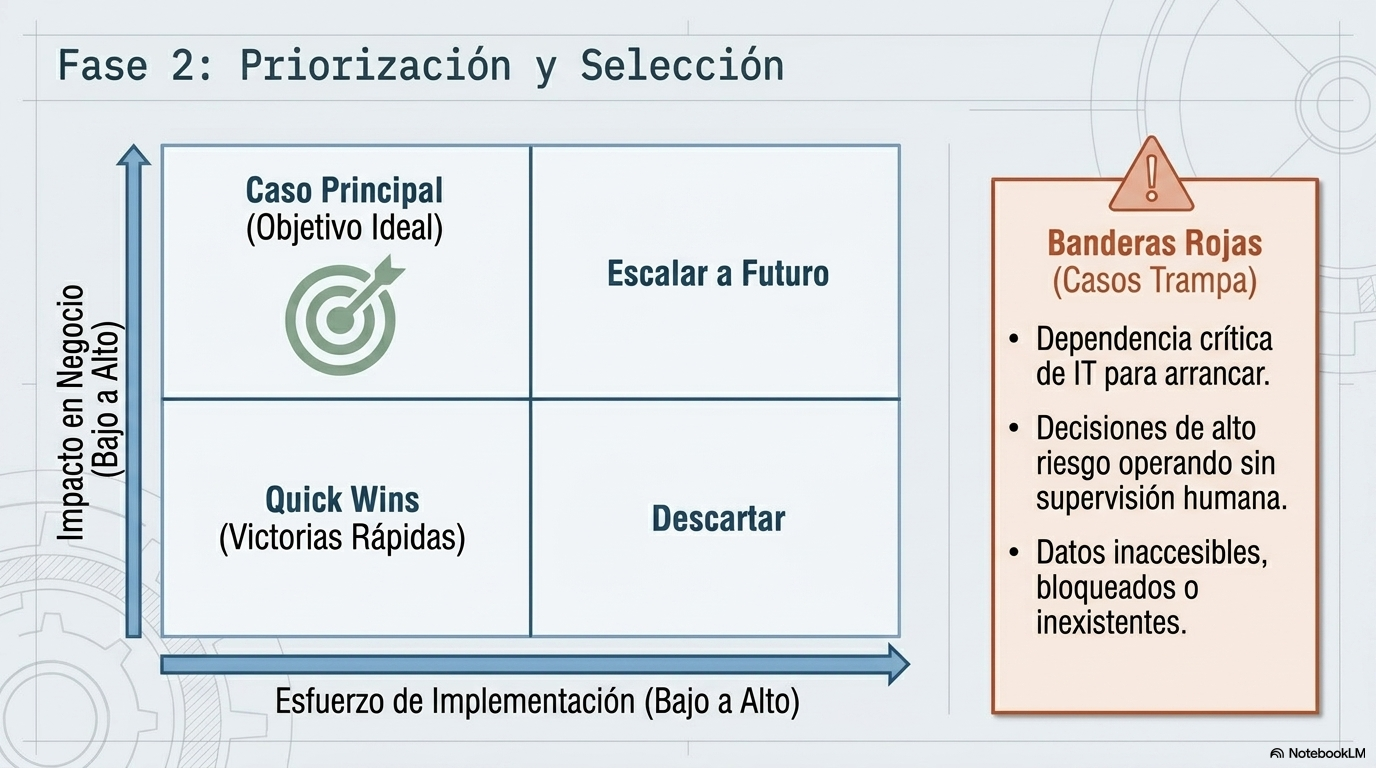 Fase 2: Priorización y Selección
Impacto en Negocio
(Bajo a Alto)
Caso Principal
(Objetivo Ideal)
Escalar a Futuro
Quick Wins
(Victorias Rápidas)
Descartar
Esfuerzo de Implementación (Bajo a Alto)
!
Banderas Rojas
(Casos Trampa)
• Dependencia crítica
de IT para arrancar.
• Decisiones de alto
riesgo operando sin
supervisión humana.
• Datos inaccesibles,
bloqueados o
inexistentes.
NotebookLM